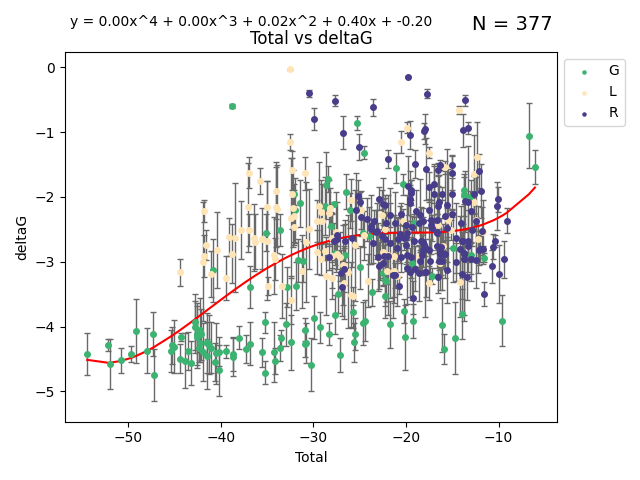 y = 0.00x^4 + 0.00x^3 + 0.02x^2 + 0.40x + -0.20
N = 377
Total vs deltaG
G
L
R
deltaG
0
−1
−2
−3
−4
−5
−50
−40
−30
−20
−10
Total